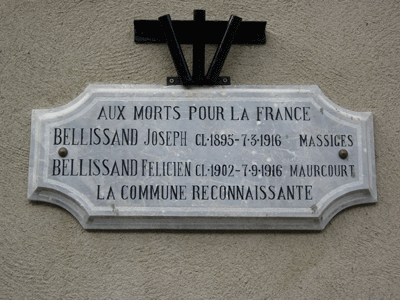 AUX MORTS POUR LA FRANCE
BELLISSAND JOSEPH CL.1895-7.3.1916 MASSIGES
BELLISSAND FELICIEN CL.1902-7.9.1916 MAURCOURT
LA COMMUNE RECONNAISSANTE